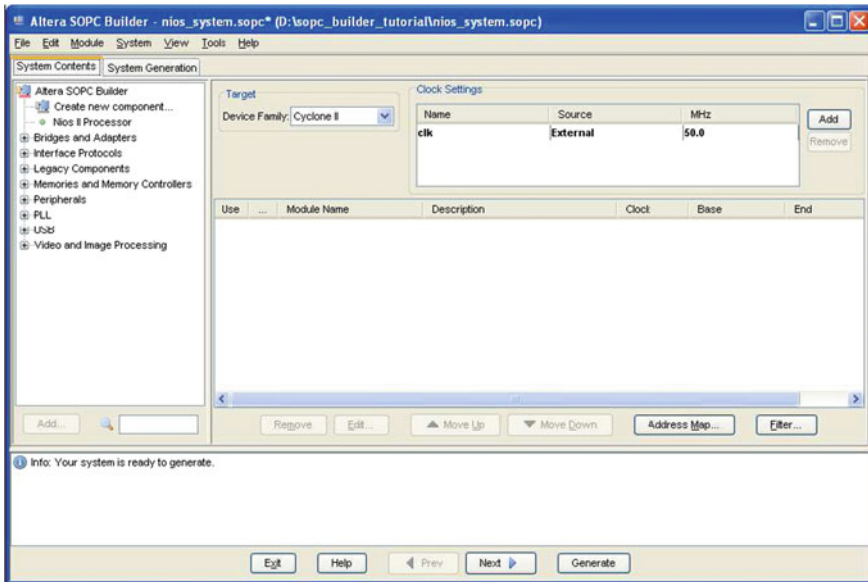 Altera SOPC Builder - nios_system.sopc* (D:\sopc_builder_tutorial\nios_system.sopc)
File Edit Module System View Tools Help
System Contents System Generation
Altera SOPC Builder
Create new component...
Nios II Processor
Bridges and Adapters
Interface Protocols
Legacy Components
Memories and Memory Controllers
Peripherals
PLL
USB
Video and Image Processing
Add...
Target
Device Family: Cyclone II
Clock Settings
Name Source MHz
clk External 50.0
Add
Remove
Use ... Module Name Description Clock Base End
Remove Edit... Move Up Move Down Address Map... Filter...
Info: Your system is ready to generate.
Exit Help Prev Next Generate